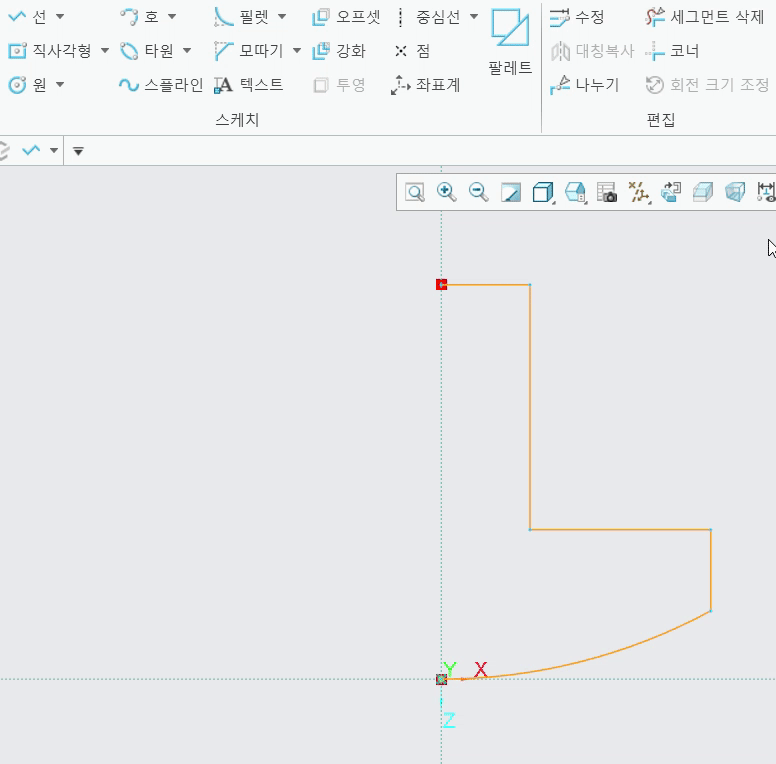 선 호 필렛 오프셋 중심선 수정 세그먼트 삭제
직사각형 타원 모따기 강화 점 대칭복사 코너
팔레트
원 스플라인 텍스트 투영 좌표계 나누기 회전 크기 조정
스케치 편집
Y X
Z